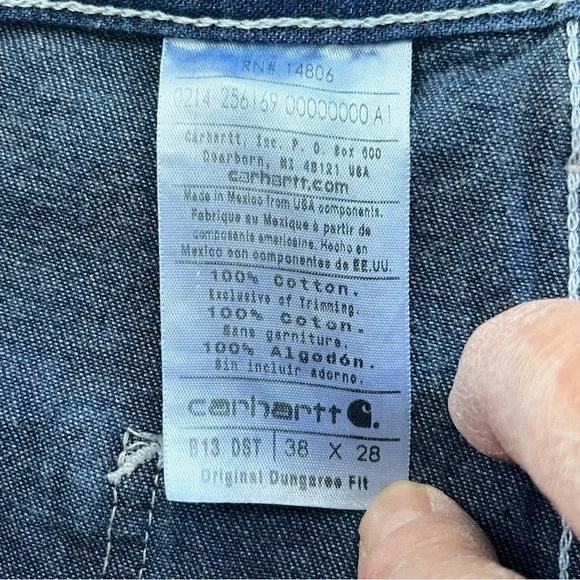 RN# 14806
0214 256169 00000000 A1
Carhartt, Inc. P. O. Box 600
Dearborn, MI 48121 USA
carhartt.com
Made in Mexico from USA components.
Fabrique au Mexique à partir de
composants americains. Hecho en
Mexico con componentes de EE.UU.
100% Cotton.
Exclusive of Trimming.
100% Coton.
Sans garniture.
100% Algodón.
Sin incluir adorno.
carhartt
B13 DST | 38 X 28
Original Dungaree Fit